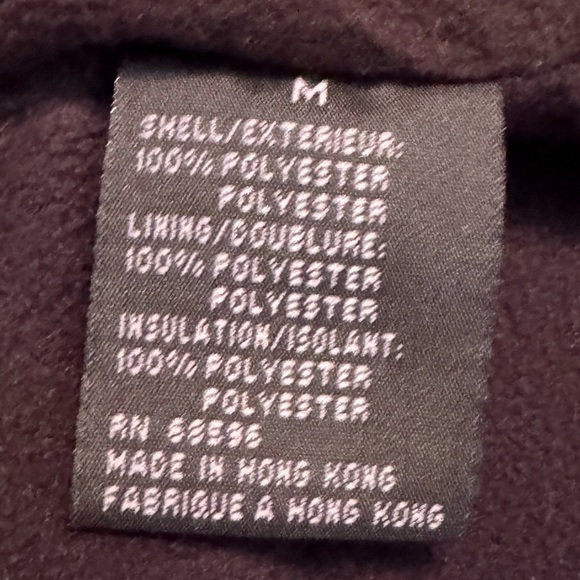 M
SHELL/EXTERIEUR:
100% POLYESTER
POLYESTER
LINING/DOUBLURE:
100% POLYESTER
POLYESTER
INSULATION/ISOLANT:
100% POLYESTER
POLYESTER
RN
MADE IN HONG KONG
FABRIQUE A HONG KONG